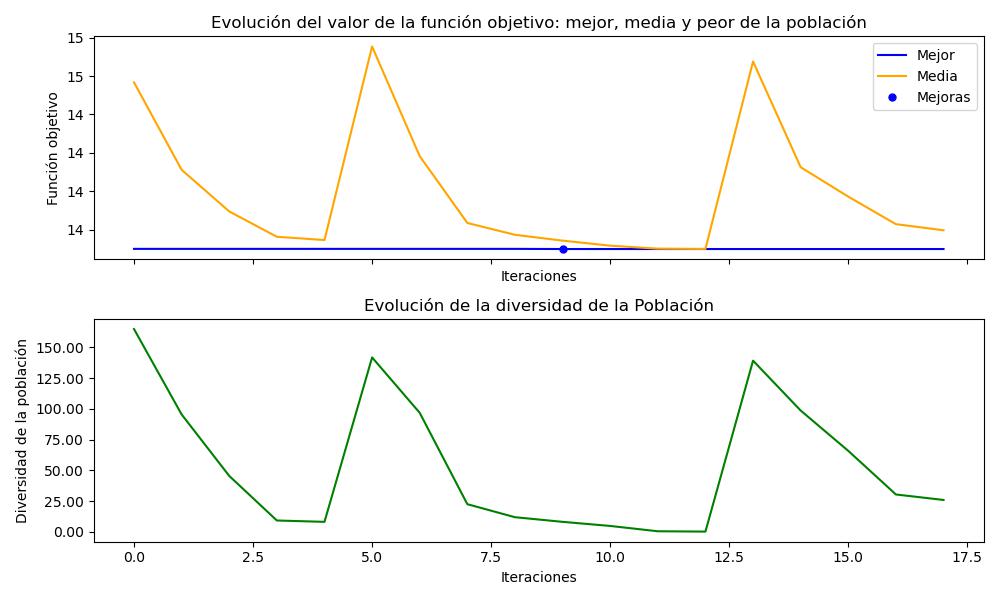 Evolución del valor de la función objetivo: mejor, media y peor de la población
15
15
14
14
14
14
Función objetivo
Mejor
Media
Mejoras
Iteraciones
Evolución de la diversidad de la Población
150.00
125.00
100.00
75.00
50.00
25.00
0.00
Diversidad de la población
0.0 2.5 5.0 7.5 10.0 12.5 15.0 17.5
Iteraciones